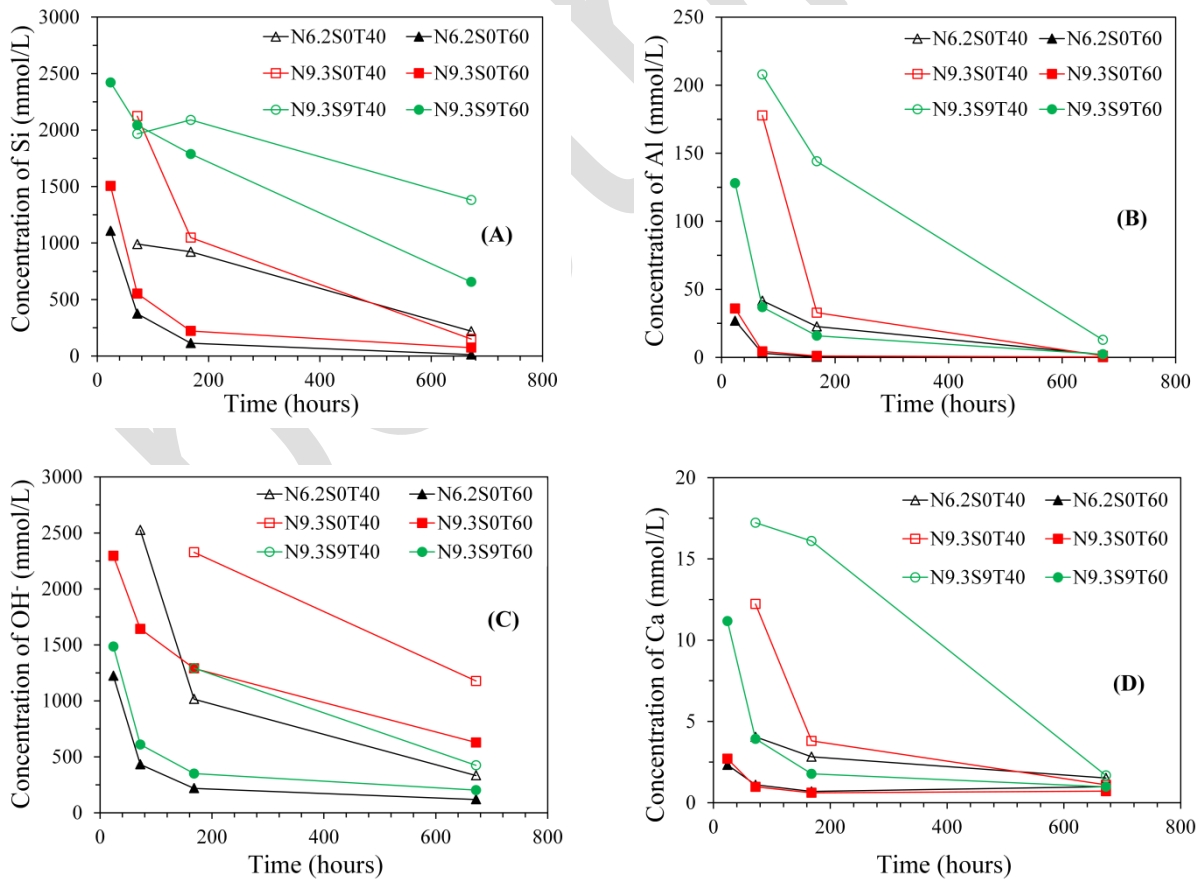 3000
2500
2000
1500
1000
500
0
0 200 400 600 800
Concentration of Si (mmol/L)
Time (hours)
N6.2S0T40 N6.2S0T60
N9.3S0T40 N9.3S0T60
N9.3S9T40 N9.3S9T60
(A)
250
200
150
100
50
0
0 200 400 600 800
Concentration of Al (mmol/L)
Time (hours)
N6.2S0T40 N6.2S0T60
N9.3S0T40 N9.3S0T60
N9.3S9T40 N9.3S9T60
(B)
3000
2500
2000
1500
1000
500
0
0 200 400 600 800
Concentration of OH⁻ (mmol/L)
Time (hours)
N6.2S0T40 N6.2S0T60
N9.3S0T40 N9.3S0T60
N9.3S9T40 N9.3S9T60
(C)
20
15
10
5
0
0 200 400 600 800
Concentration of Ca (mmol/L)
Time (hours)
N6.2S0T40 N6.2S0T60
N9.3S0T40 N9.3S0T60
N9.3S9T40 N9.3S9T60
(D)